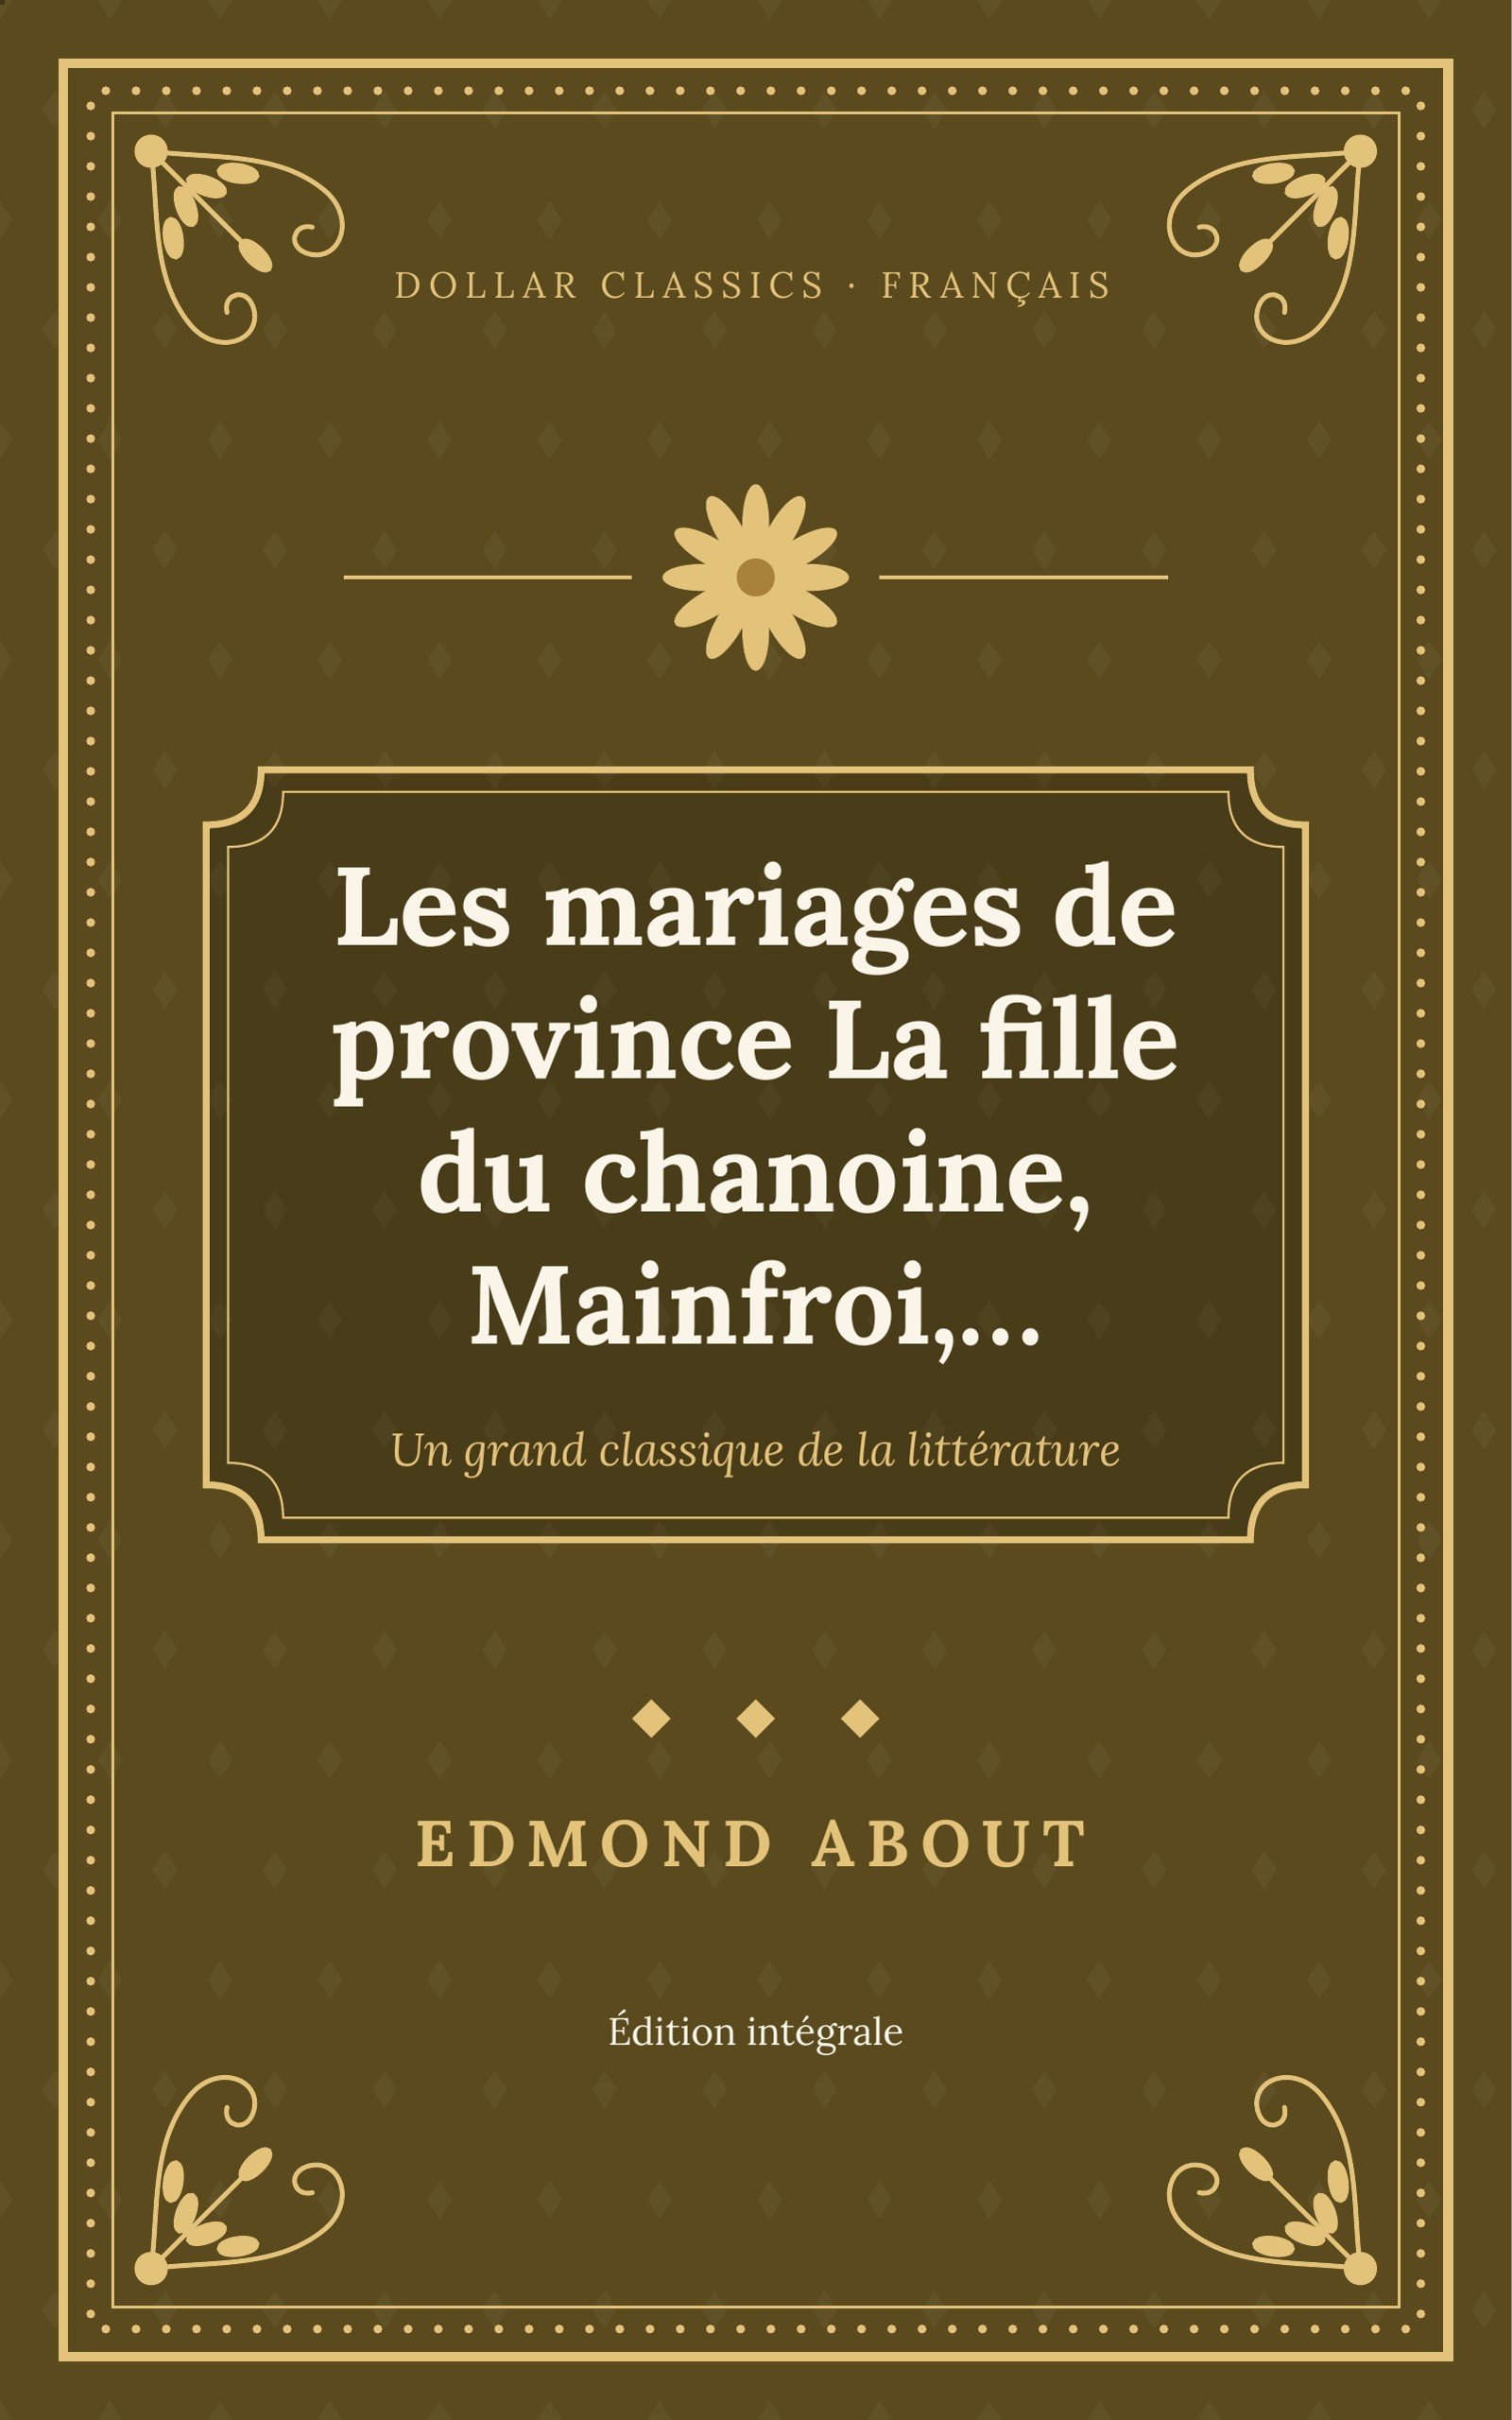 DOLLAR CLASSICS · FRANÇAIS
Les mariages de
province La fille
du chanoine,
Mainfroi,...
Un grand classique de la littérature
EDMOND ABOUT
Édition intégrale